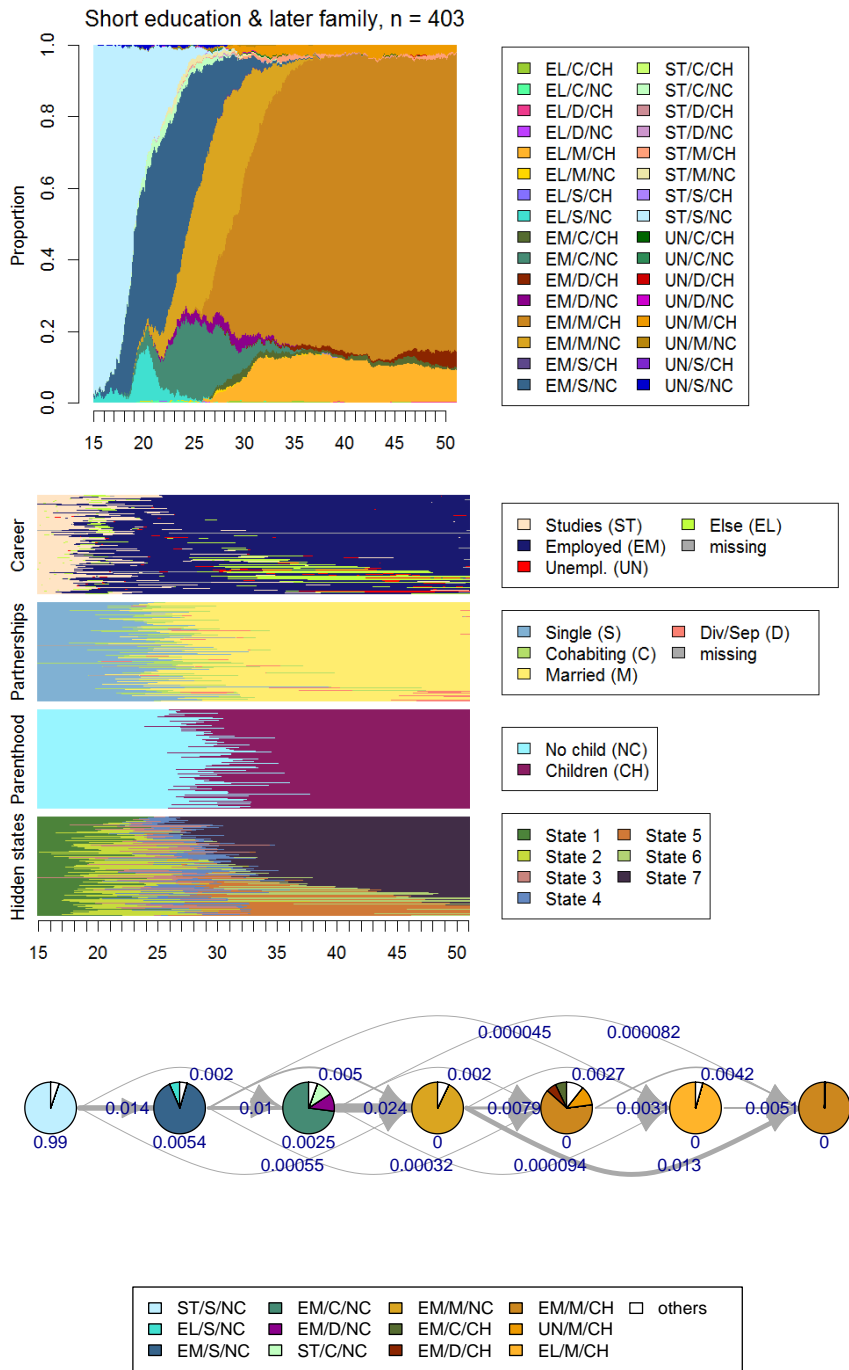 Short education & later family, n = 403
Proportion
1.0
0.8
0.6
0.4
0.2
0.0
15 20 25 30 35 40 45 50
EL/C/CH ST/C/CH
EL/C/NC ST/C/NC
EL/D/CH ST/D/CH
EL/D/NC ST/D/NC
EL/M/CH ST/M/CH
EL/M/NC ST/M/NC
EL/S/CH ST/S/CH
EL/S/NC ST/S/NC
EM/C/CH UN/C/CH
EM/C/NC UN/C/NC
EM/D/CH UN/D/CH
EM/D/NC UN/D/NC
EM/M/CH UN/M/CH
EM/M/NC UN/M/NC
EM/S/CH UN/S/CH
EM/S/NC UN/S/NC
Career
Studies (ST) Else (EL)
Employed (EM) missing
Unempl. (UN)
Partnerships
Single (S) Div/Sep (D)
Cohabiting (C) missing
Married (M)
Parenthood
No child (NC)
Children (CH)
Hidden states
State 1 State 5
State 2 State 6
State 3 State 7
State 4
15 20 25 30 35 40 45 50
0.000045 0.000082
0.002 0.005 0.002 0.0027 0.0042
0.014 0.01 0.024 0.0079 0.0031 0.0051
0.99 0.0054 0.0025 0 0 0 0
0.00055 0.00032 0.000094 0.013
ST/S/NC EM/C/NC EM/M/NC EM/M/CH others
EL/S/NC EM/D/NC EM/C/CH UN/M/CH
EM/S/NC ST/C/NC EM/D/CH EL/M/CH